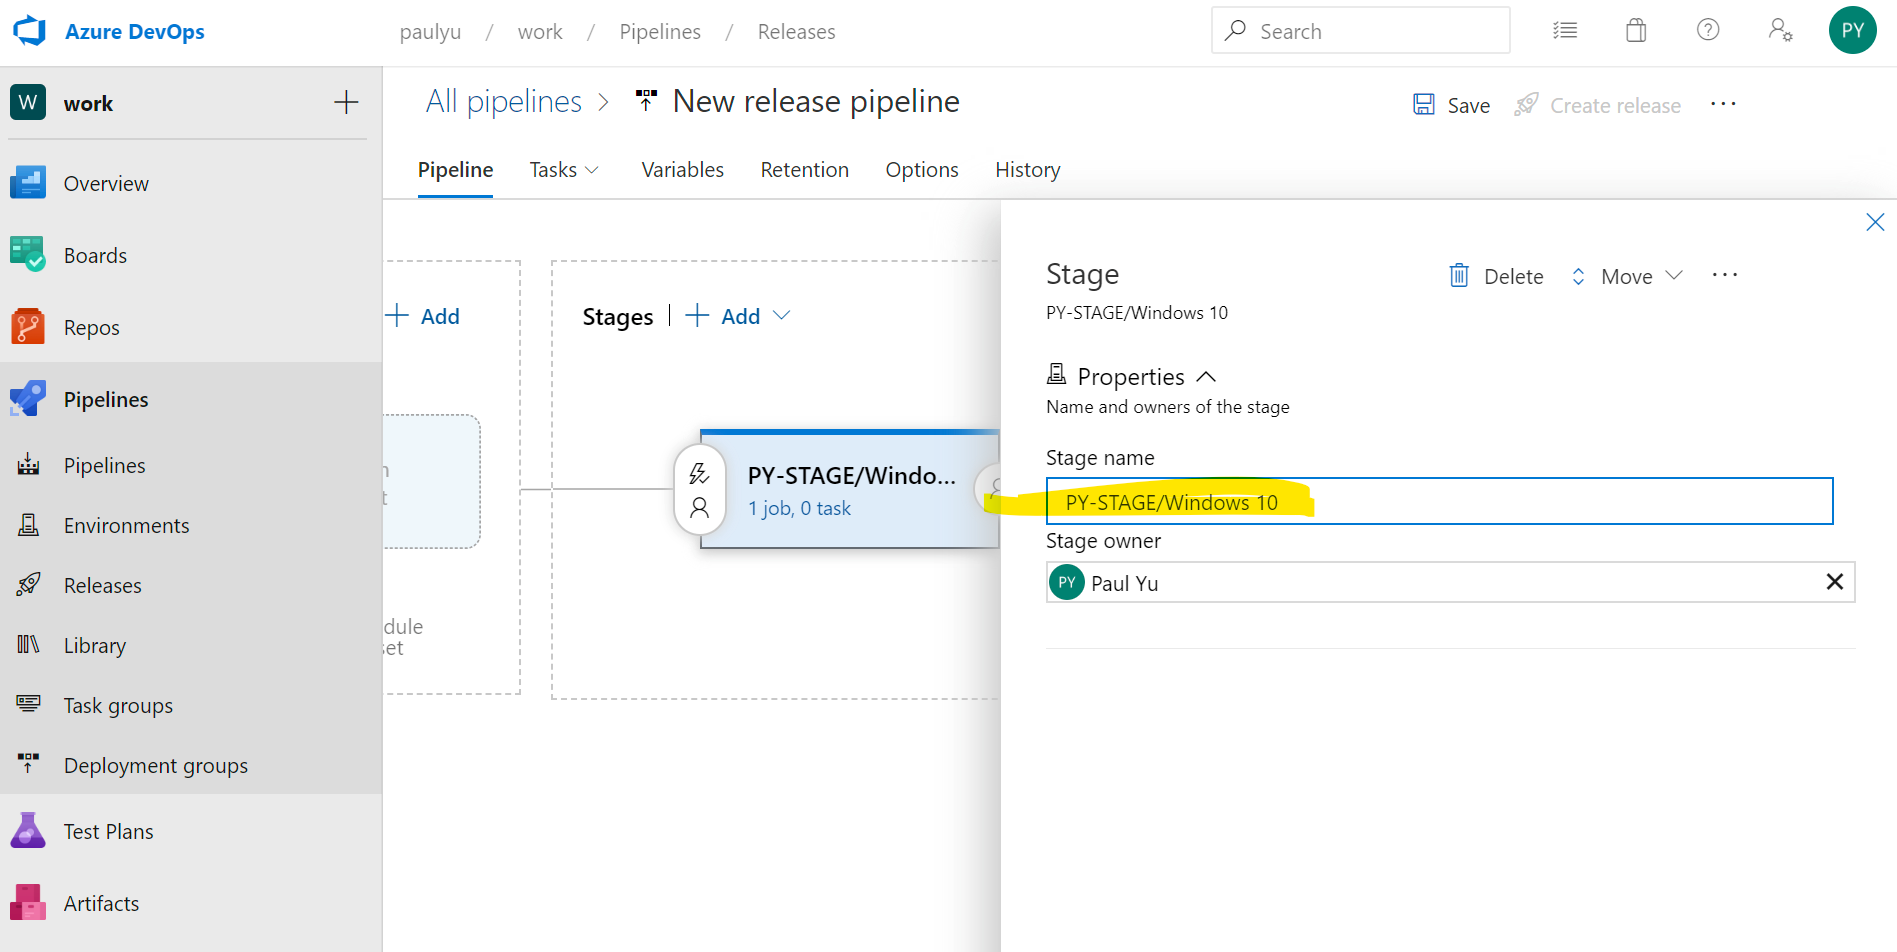 Azure DevOps
paulyu / work / Pipelines / Releases
Search
PY
W work
All pipelines > New release pipeline
Save Create release ...
Overview
Pipeline Tasks Variables Retention Options History
Boards
Stage
Delete Move ...
PY-STAGE/Windows 10
Repos
+ Add
Stages | + Add
Properties
Name and owners of the stage
Pipelines
Stage name
Pipelines
PY-STAGE/Windo...
PY-STAGE/Windows 10
1 job, 0 task
Environments
Stage owner
Releases
PY Paul Yu
dule
set
Library
Task groups
Deployment groups
Test Plans
Artifacts